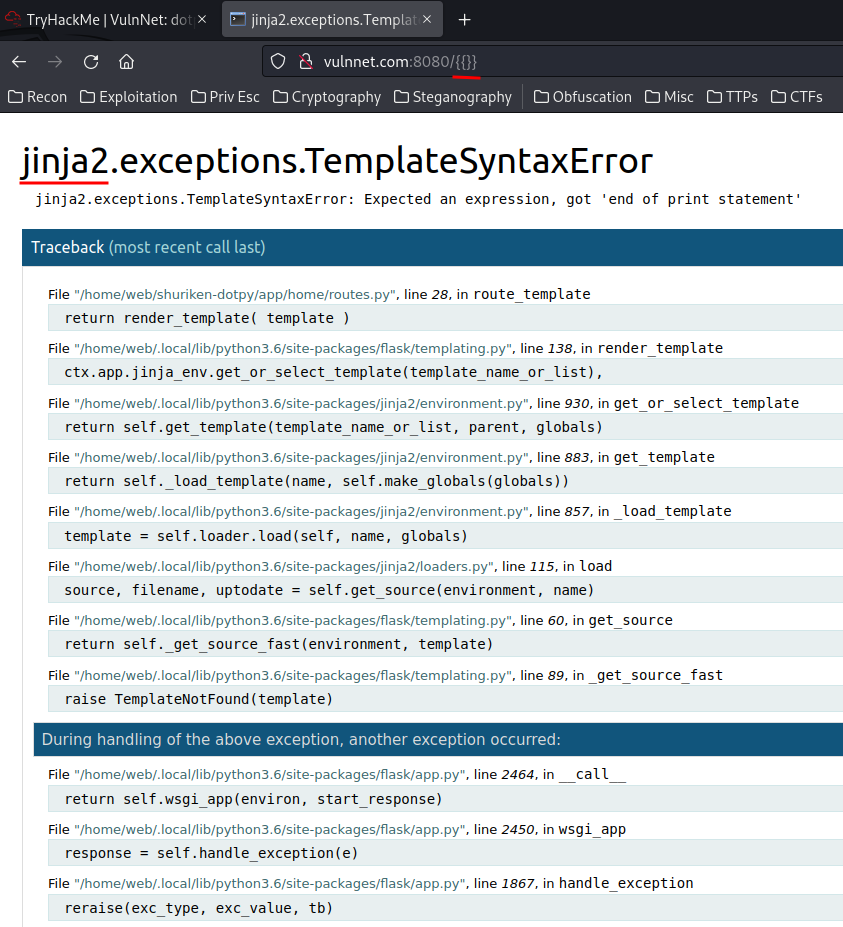 TryHackMe | VulnNet: dot
jinja2.exceptions.Templat
vulnnet.com:8080/{{}}
Recon Exploitation Priv Esc Cryptography Steganography Obfuscation Misc TTPs CTFs
jinja2.exceptions.TemplateSyntaxError
jinja2.exceptions.TemplateSyntaxError: Expected an expression, got 'end of print statement'
Traceback (most recent call last)
File "/home/web/shuriken-dotpy/app/home/routes.py", line 28, in route_template
return render_template( template )
File "/home/web/.local/lib/python3.6/site-packages/flask/templating.py", line 138, in render_template
ctx.app.jinja_env.get_or_select_template(template_name_or_list),
File "/home/web/.local/lib/python3.6/site-packages/jinja2/environment.py", line 930, in get_or_select_template
return self.get_template(template_name_or_list, parent, globals)
File "/home/web/.local/lib/python3.6/site-packages/jinja2/environment.py", line 883, in get_template
return self._load_template(name, self.make_globals(globals))
File "/home/web/.local/lib/python3.6/site-packages/jinja2/environment.py", line 857, in _load_template
template = self.loader.load(self, name, globals)
File "/home/web/.local/lib/python3.6/site-packages/jinja2/loaders.py", line 115, in load
source, filename, uptodate = self.get_source(environment, name)
File "/home/web/.local/lib/python3.6/site-packages/flask/templating.py", line 60, in get_source
return self._get_source_fast(environment, template)
File "/home/web/.local/lib/python3.6/site-packages/flask/templating.py", line 89, in _get_source_fast
raise TemplateNotFound(template)
During handling of the above exception, another exception occurred:
File "/home/web/.local/lib/python3.6/site-packages/flask/app.py", line 2464, in __call__
return self.wsgi_app(environ, start_response)
File "/home/web/.local/lib/python3.6/site-packages/flask/app.py", line 2450, in wsgi_app
response = self.handle_exception(e)
File "/home/web/.local/lib/python3.6/site-packages/flask/app.py", line 1867, in handle_exception
reraise(exc_type, exc_value, tb)